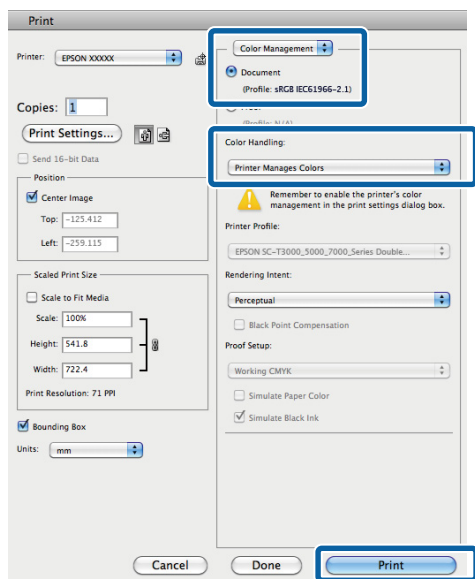 Print
Printer: EPSON XXXXX
Copies: 1
Print Settings...
Send 16-bit Data
Position
Center Image
Top: -125.412
Left: -259.115
Scaled Print Size
Scale to Fit Media
Scale: 100%
Height: 541.8
Width: 722.4
Print Resolution: 71 PPI
Bounding Box
Units: mm
Color Management
Document
(Profile: sRGB IEC61966-2.1)
(Profile: N/A)
Color Handling:
Printer Manages Colors
Remember to enable the printer's color
management in the print settings dialog box.
Printer Profile:
EPSON SC-T3000_5000_7000_Series Double...
Rendering Intent:
Perceptual
Black Point Compensation
Proof Setup:
Working CMYK
Simulate Paper Color
Simulate Black Ink
Cancel
Done
Print